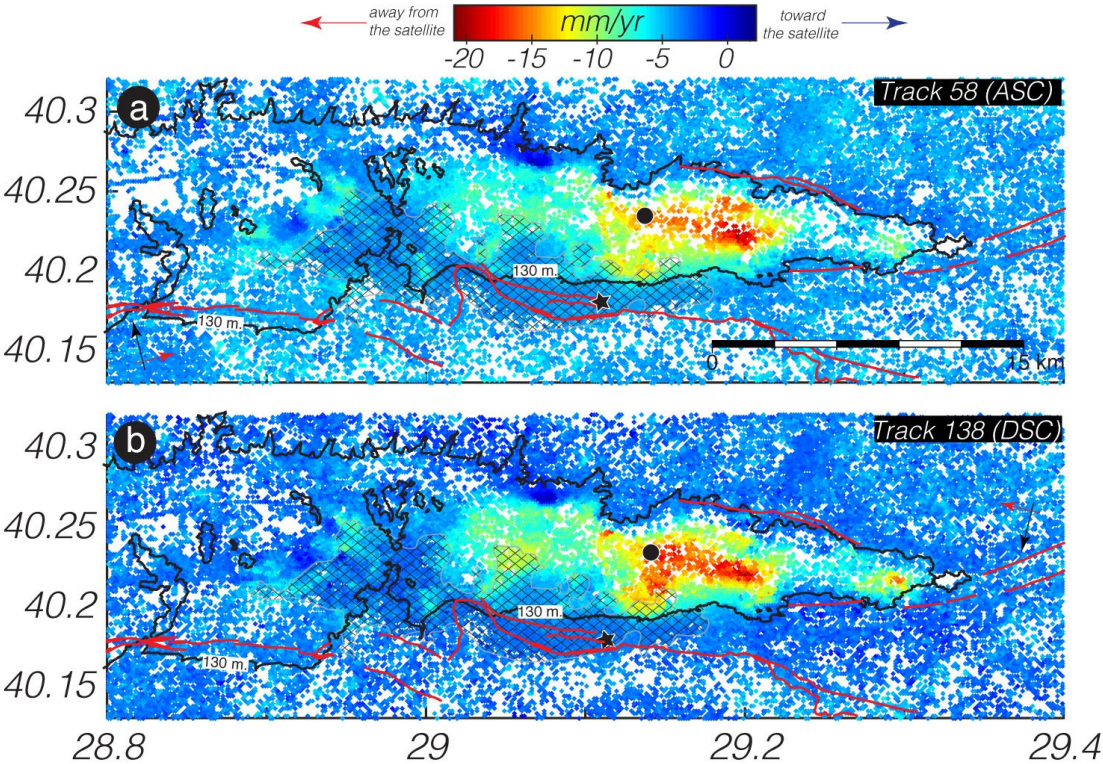 away from
the satellite
mm/yr
toward
the satellite
-20 -15 -10 -5 0
a
Track 58 (ASC)
40.3
40.25
40.2
40.15
130 m.
130 m.
0 15 km
b
Track 138 (DSC)
40.3
40.25
40.2
40.15
130 m.
130 m.
28.8 29 29.2 29.4